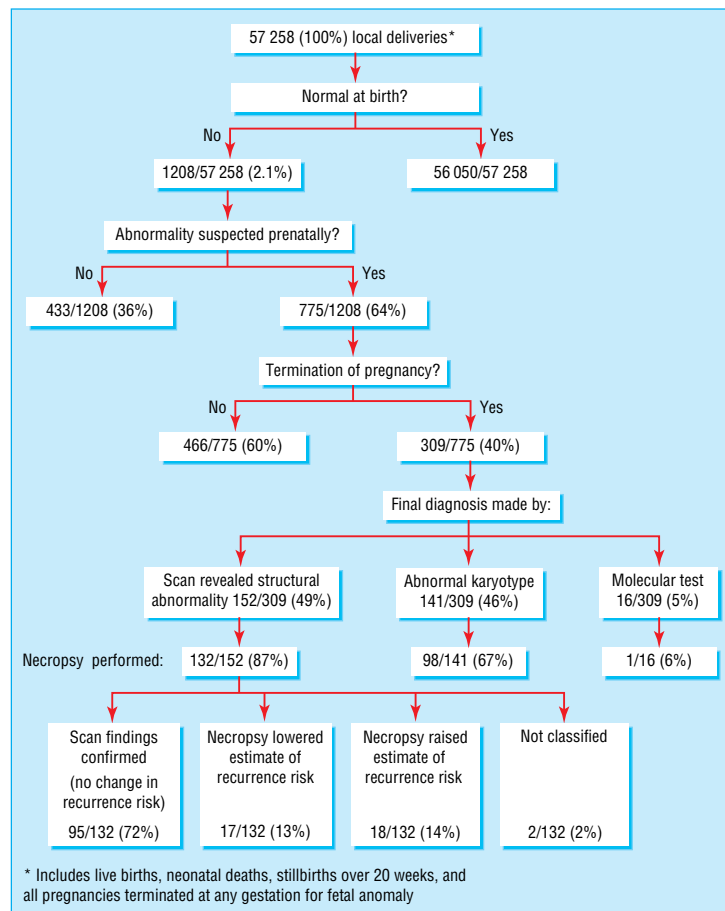 57 258 (100%) local deliveries*
Normal at birth?
No
Yes
1208/57 258 (2.1%)
56 050/57 258
Abnormality suspected prenatally?
No
Yes
433/1208 (36%)
775/1208 (64%)
Termination of pregnancy?
No
Yes
466/775 (60%)
309/775 (40%)
Final diagnosis made by:
Scan revealed structural
abnormality 152/309 (49%)
Abnormal karyotype
141/309 (46%)
Molecular test
16/309 (5%)
Necropsy performed:
132/152 (87%)
98/141 (67%)
1/16 (6%)
Scan findings
confirmed
(no change in
recurrence risk)
95/132 (72%)
Necropsy lowered
estimate of
recurrence risk
17/132 (13%)
Necropsy raised
estimate of
recurrence risk
18/132 (14%)
Not classified
2/132 (2%)
* Includes live births, neonatal deaths, stillbirths over 20 weeks, and
all pregnancies terminated at any gestation for fetal anomaly